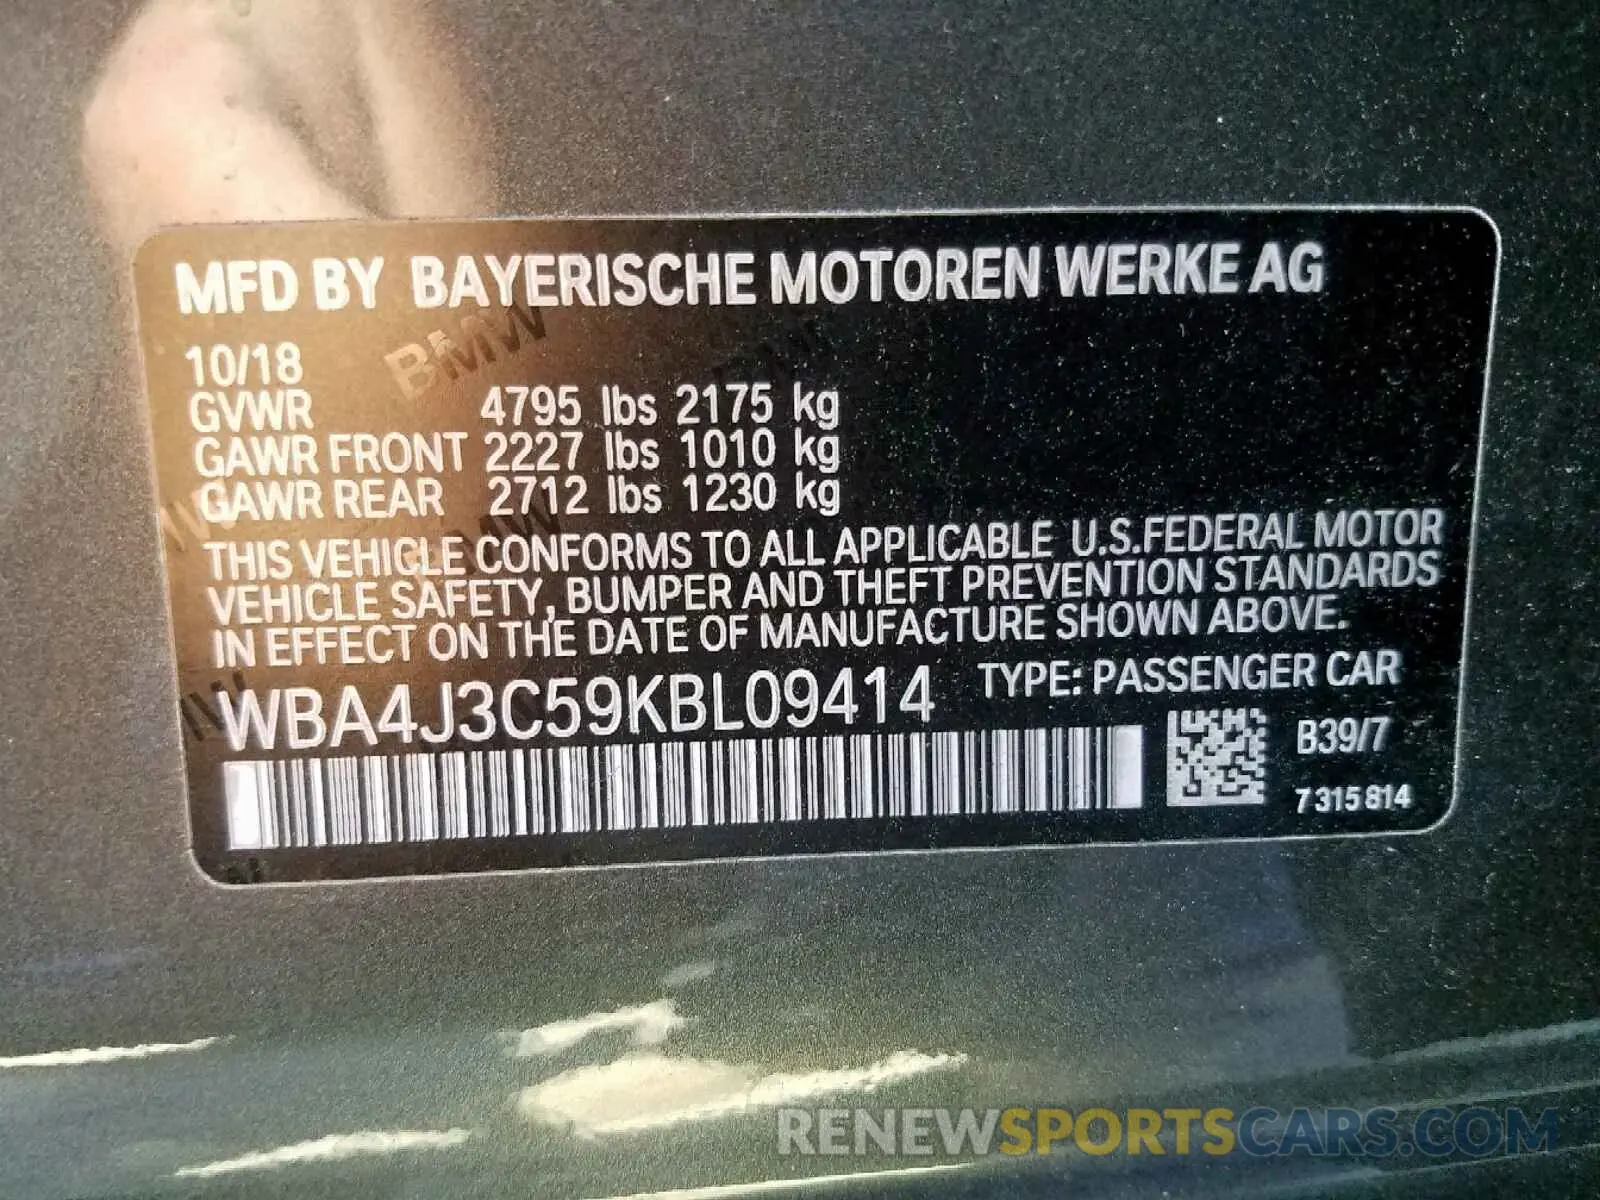 MFD BY BAYERISCHE MOTOREN WERKE AG
10/18
GVWR 4795 lbs 2175 kg
GAWR FRONT 2227 lbs 1010 kg
GAWR REAR 2712 lbs 1230 kg
THIS VEHICLE CONFORMS TO ALL APPLICABLE U.S.FEDERAL MOTOR
VEHICLE SAFETY, BUMPER AND THEFT PREVENTION STANDARDS
IN EFFECT ON THE DATE OF MANUFACTURE SHOWN ABOVE.
WBA4J3C59KBL09414 TYPE: PASSENGER CAR
B39/7
7 315 814
BMW
BMW
RENEWSPORTSCARS.COM